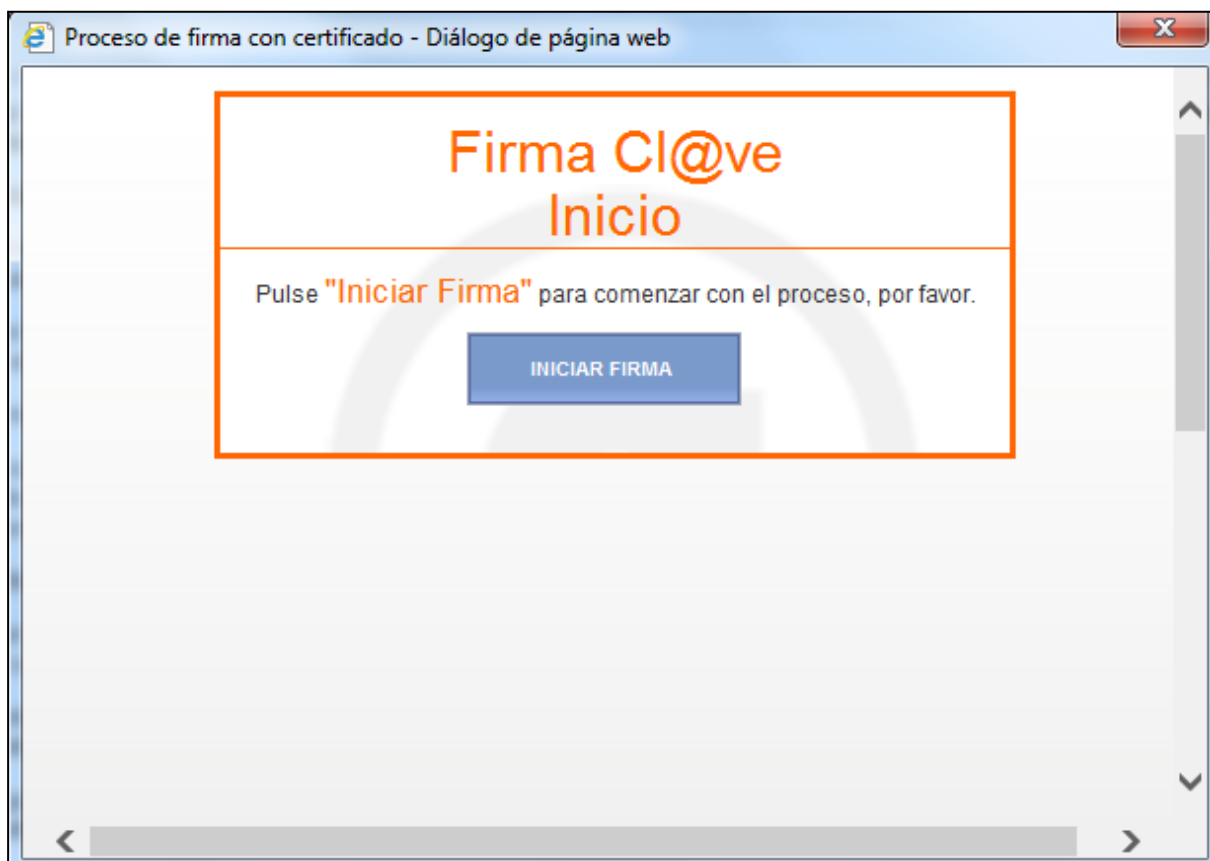 Proceso de firma con certificado - Diálogo de página web
X
Firma Cl@ve
Inicio
Pulse "Iniciar Firma" para comenzar con el proceso, por favor.
INICIAR FIRMA